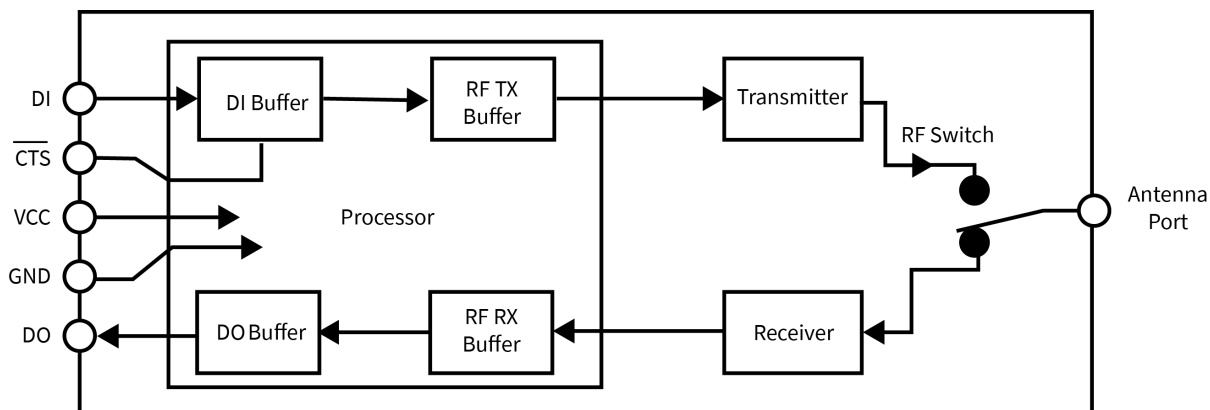 DI
CTS
VCC
GND
DO
DI Buffer
RF TX
Buffer
Transmitter
RF Switch
Antenna
Port
Processor
DO Buffer
RF RX
Buffer
Receiver